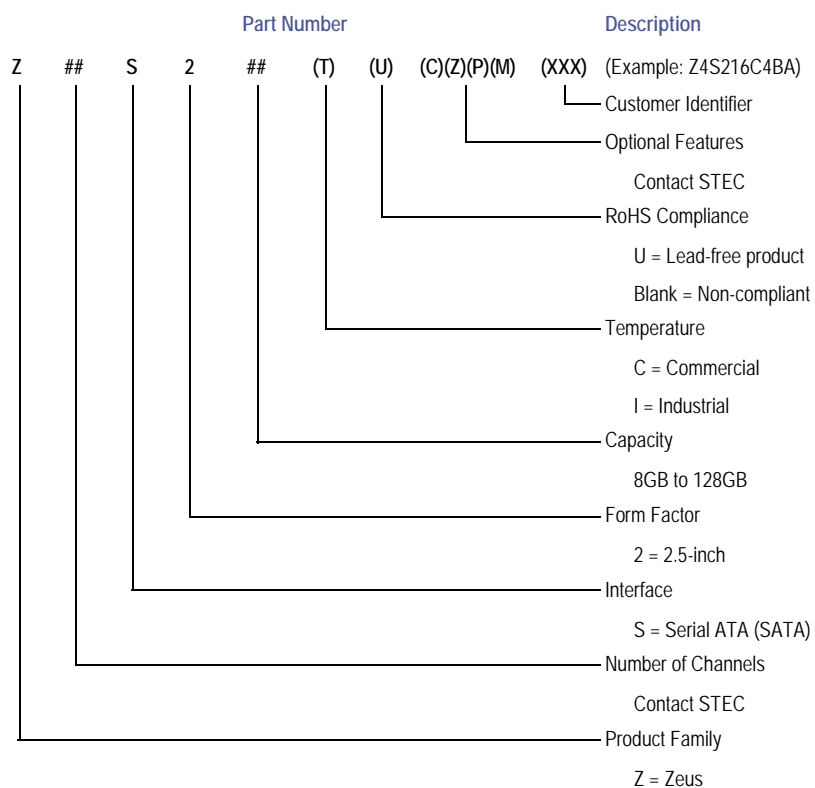 Part Number Description
Z ## S 2 ## (T) (U) (C)(Z)(P)(M) (XXX) (Example: Z4S216C4BA)
Customer Identifier
Optional Features
Contact STEC
RoHS Compliance
U = Lead-free product
Blank = Non-compliant
Temperature
C = Commercial
I = Industrial
Capacity
8GB to 128GB
Form Factor
2 = 2.5-inch
Interface
S = Serial ATA (SATA)
Number of Channels
Contact STEC
Product Family
Z = Zeus